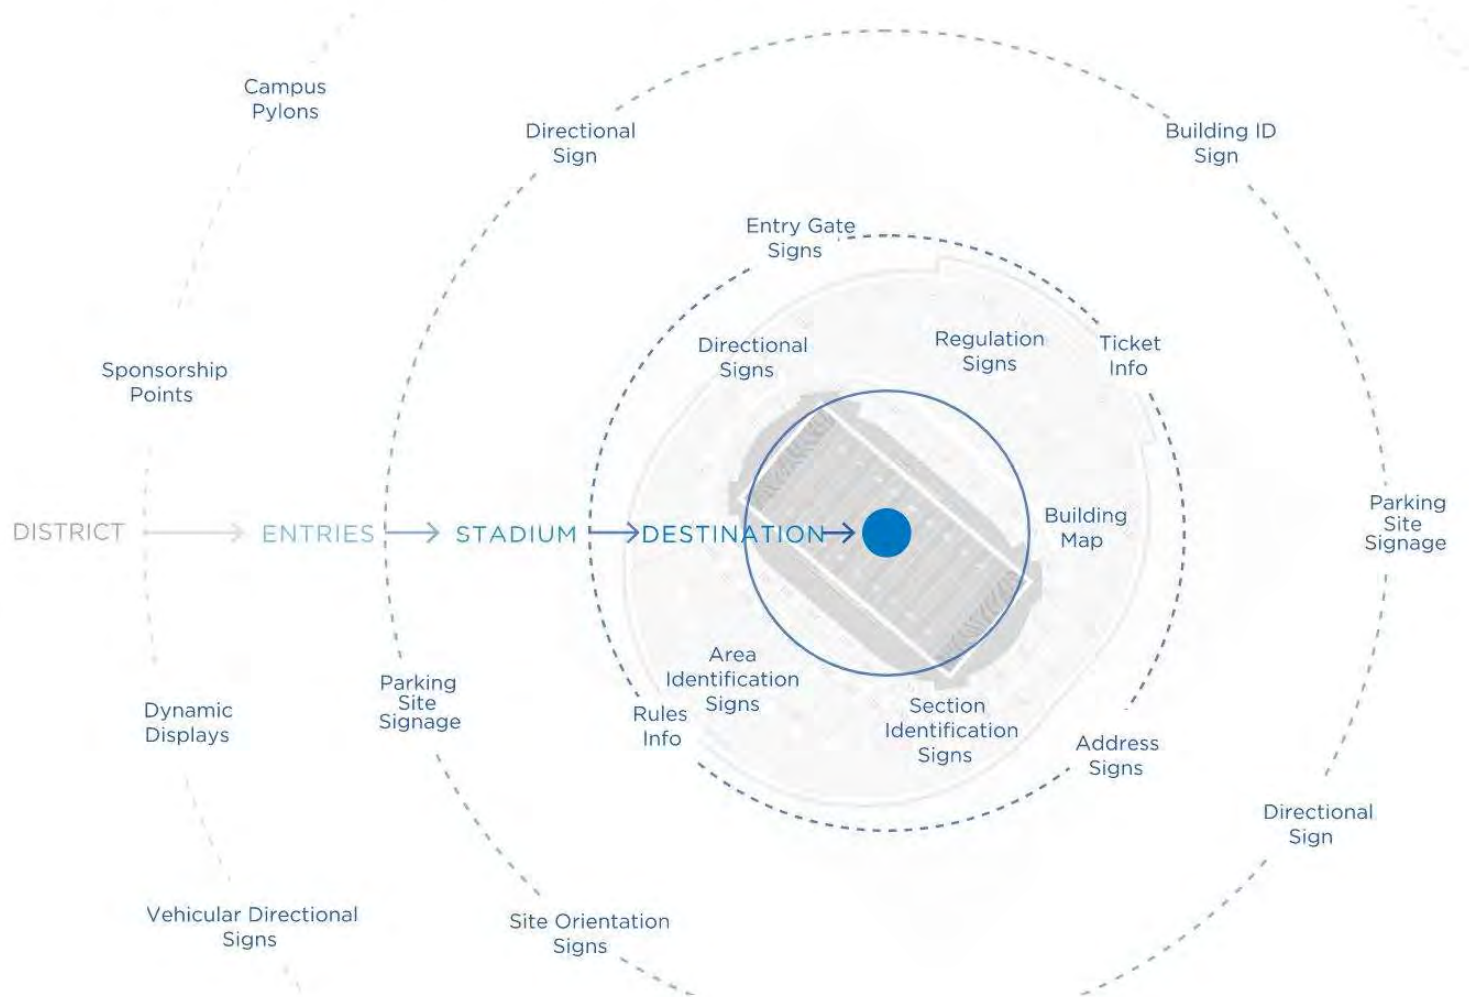 Campus
Pylons
Directional
Sign
Building ID
Sign
Entry Gate
Signs
Directional
Signs
Regulation
Signs
Ticket
Info
Sponsorship
Points
DISTRICT
ENTRIES
STADIUM
DESTINATION
Building
Map
Parking
Site
Signage
Area
Identification
Signs
Parking
Site
Signage
Dynamic
Displays
Rules
Info
Section
Identification
Signs
Address
Signs
Directional
Sign
Vehicular Directional
Signs
Site Orientation
Signs